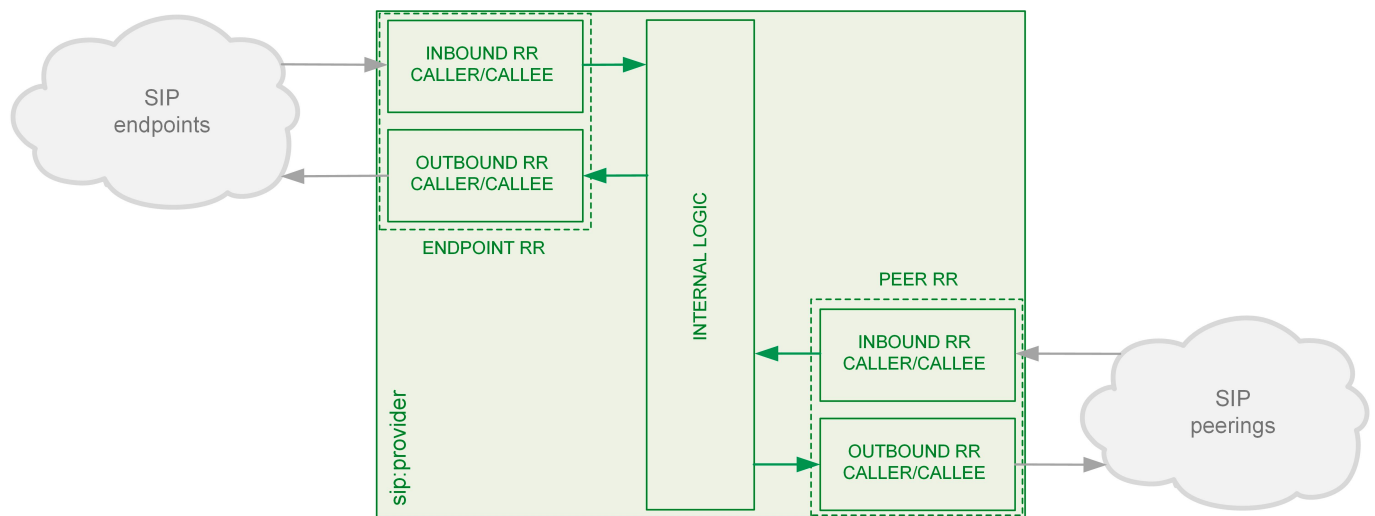 SIP
endpoints
INBOUND RR
CALLER/CALLEE
OUTBOUND RR
CALLER/CALLEE
ENDPOINT RR
INTERNAL LOGIC
sip:provider
PEER RR
INBOUND RR
CALLER/CALLEE
OUTBOUND RR
CALLER/CALLEE
SIP
peerings